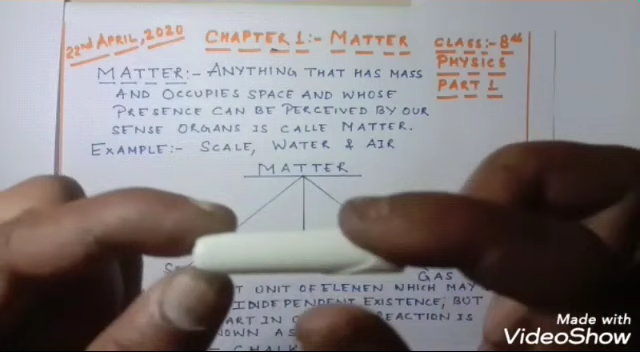 22nd APRIL, 2020
CHAPTER 1:- MATTER
CLASS:- 8th
PHYSICS
PART 1
MATTER:- ANYTHING THAT HAS MASS
AND OCCUPIES SPACE AND WHOSE
PRESENCE CAN BE PERCEIVED BY OUR
SENSE ORGANS IS CALLE MATTER.
EXAMPLE:- SCALE, WATER & AIR
MATTER
GAS
UNIT OF ELEMEN WHICH MAY
EXISTENCE, BUT
IS
AS
CHALK
Made with
VideoShow